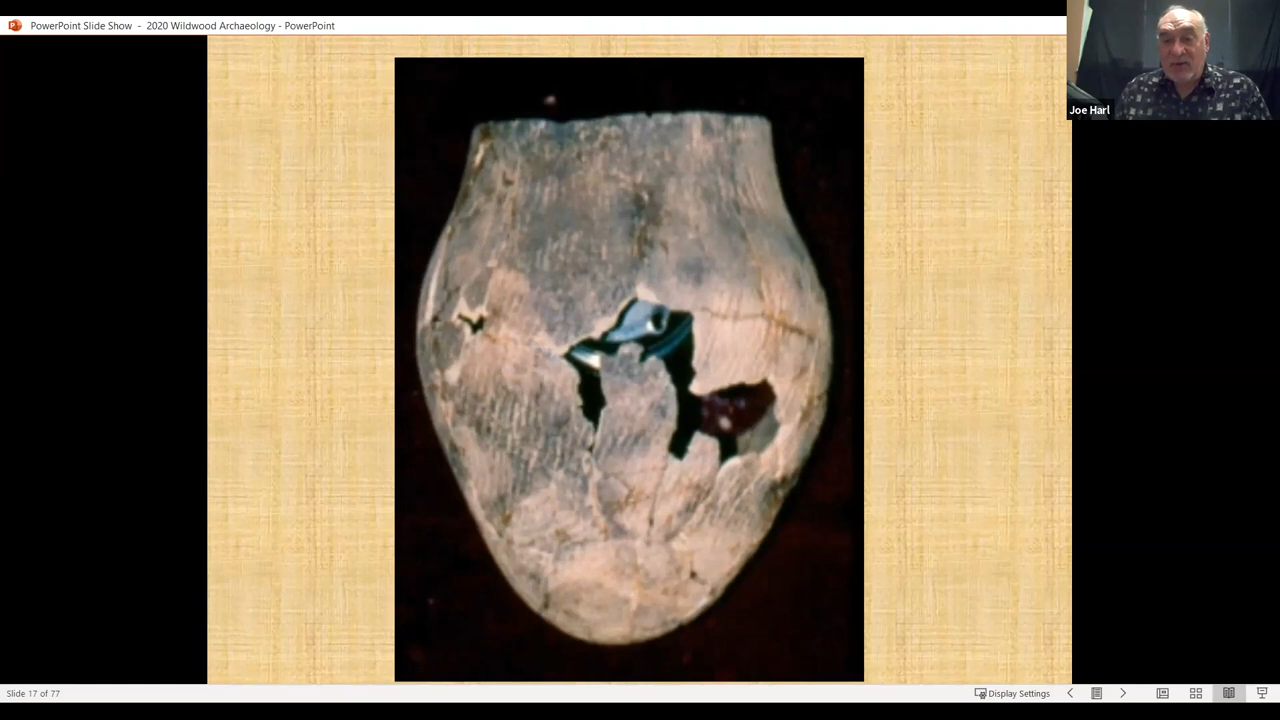 PowerPoint Slide Show - 2020 Wildwood Archaeology - PowerPoint
Joe Harl
Slide 17 of 77
Display Settings